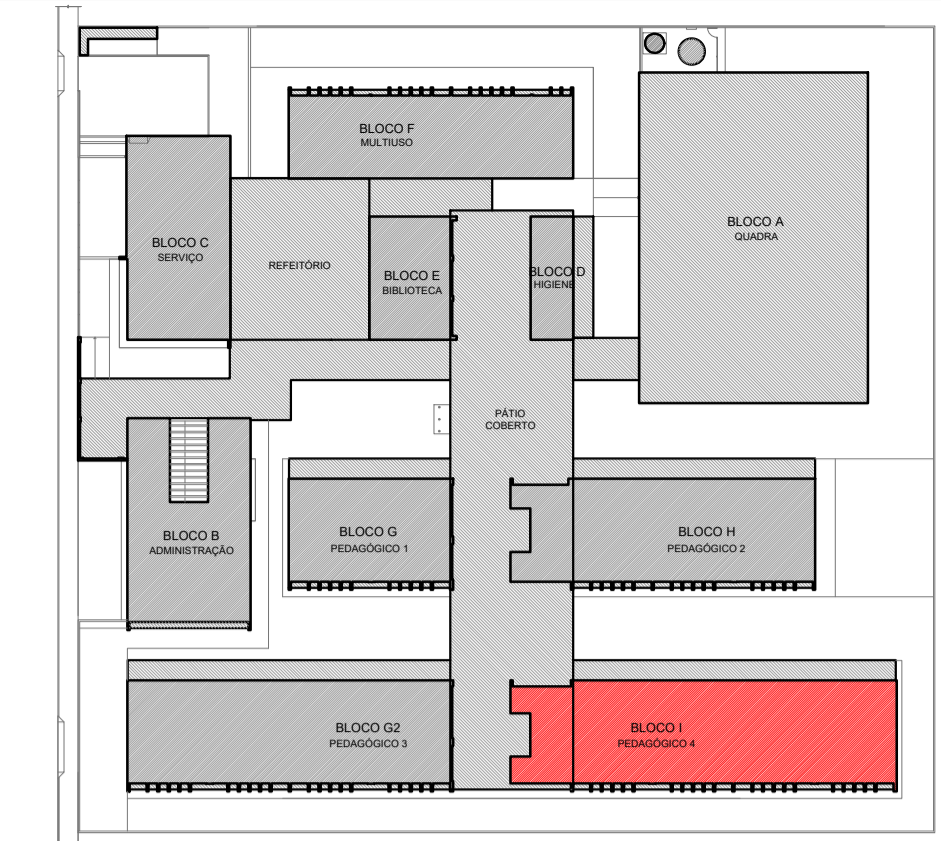 BLOCO F
MULTIUSO
BLOCO A
QUADRA
BLOCO C
SERVIÇO
REFEITÓRIO
BLOCO E
BIBLIOTECA
BLOCO D
HIGIENE
PÁTIO
COBERTO
BLOCO B
ADMINISTRAÇÃO
BLOCO G
PEDAGÓGICO 1
BLOCO H
PEDAGÓGICO 2
BLOCO G2
PEDAGÓGICO 3
BLOCO I
PEDAGÓGICO 4